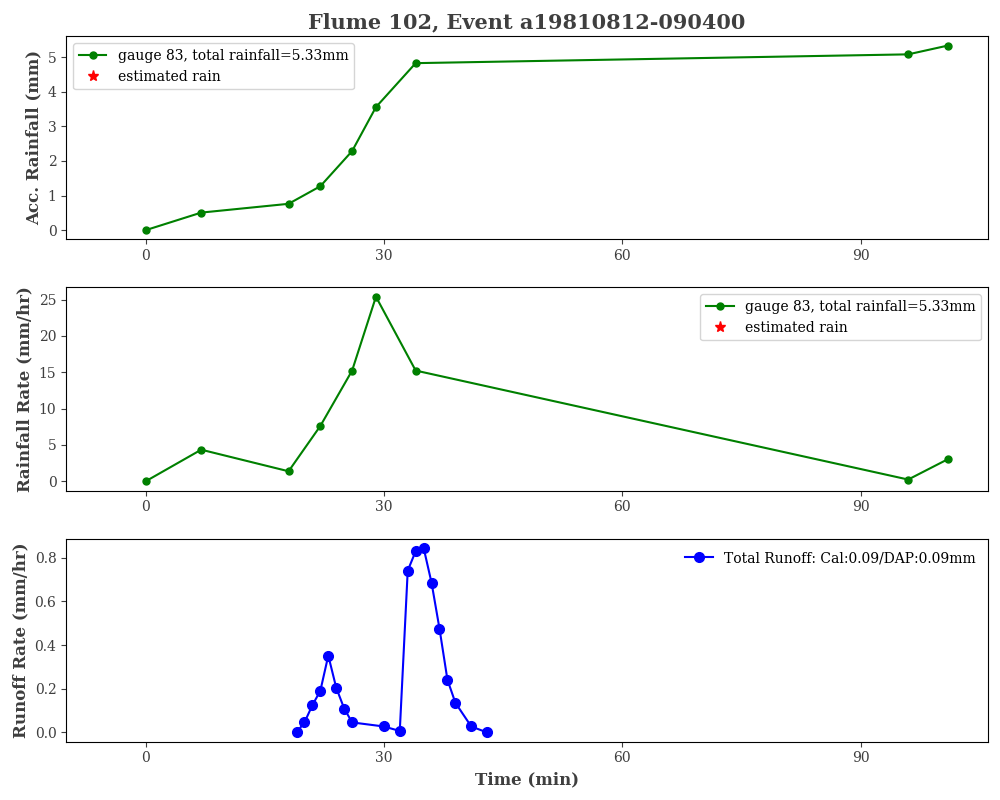 Flume 102, Event a19810812-090400
Acc. Rainfall (mm)
5
4
3
2
1
0
gauge 83, total rainfall=5.33mm
estimated rain
0 30 60 90
Rainfall Rate (mm/hr)
25
20
15
10
5
0
gauge 83, total rainfall=5.33mm
estimated rain
0 30 60 90
Runoff Rate (mm/hr)
0.8
0.6
0.4
0.2
0.0
Total Runoff: Cal:0.09/DAP:0.09mm
0 30 60 90
Time (min)